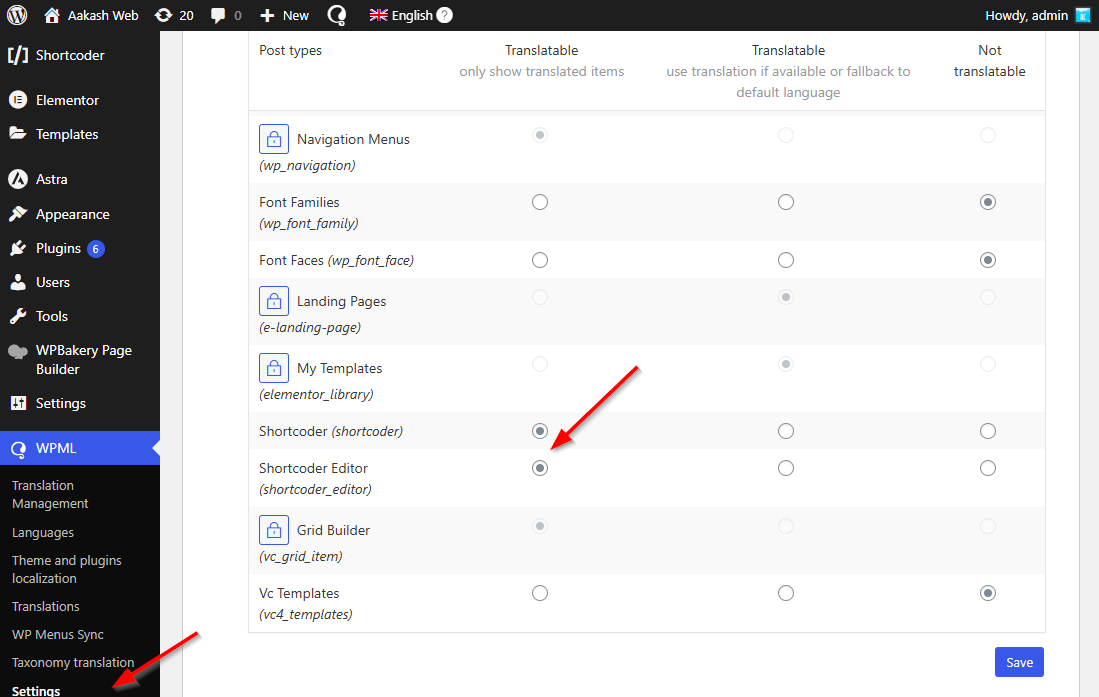 Aakash Web 20 0 New English ? Howdy, admin
Shortcoder
Elementor
Templates
Astra
Appearance
Plugins 6
Users
Tools
WPBakery Page
Builder
Settings
WPML
Translation
Management
Languages
Theme and plugins
localization
Translations
WP Menus Sync
Taxonomy translation
Settings
Post types
Translatable
only show translated items
Translatable
use translation if available or fallback to
default language
Not
translatable
Navigation Menus
(wp_navigation)
Font Families
(wp_font_family)
Font Faces (wp_font_face)
Landing Pages
(e-landing-page)
My Templates
(elementor_library)
Shortcoder (shortcoder)
Shortcoder Editor
(shortcoder_editor)
Grid Builder
(vc_grid_item)
Vc Templates
(vc4_templates)
Save